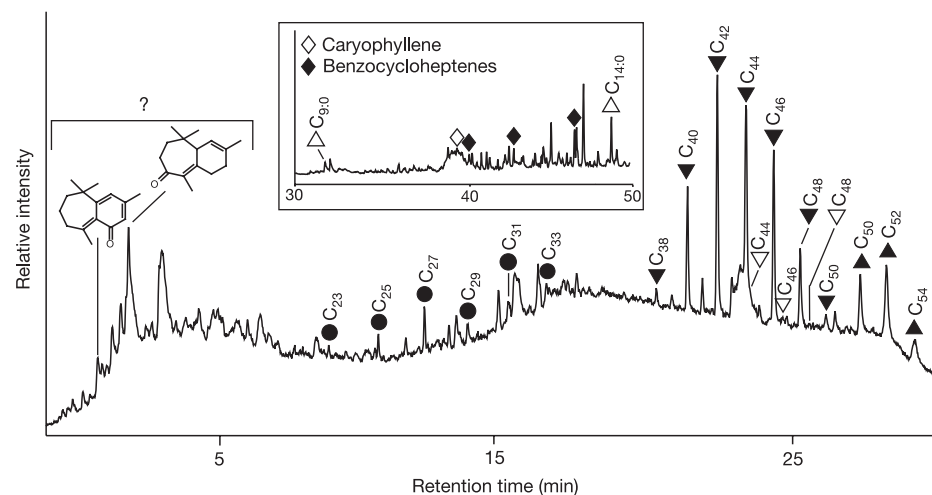 Relative intensity
?
O
O
Caryophyllene
Benzocycloheptenes
C9:0
C14:0
30
40
50
C23
C25
C27
C29
C31
C33
C38
C40
C42
C44
C44
C46
C46
C48
C48
C50
C50
C52
C54
5
15
25
Retention time (min)